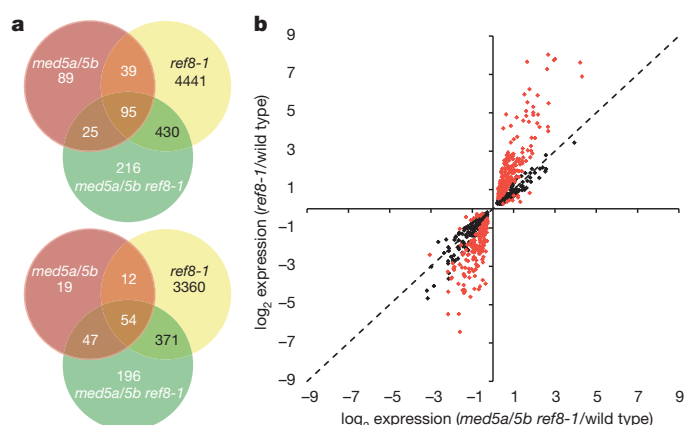 a
med5a/5b
89
39
ref8-1
4441
95
25
430
216
med5a/5b ref8-1
med5a/5b
19
12
ref8-1
3360
54
47
371
196
med5a/5b ref8-1
b
log2 expression (ref8-1/wild type)
9
7
5
3
1
−1
−3
−5
−7
−9
−9 −7 −5 −3 −1 1 3 5 7 9
log2 expression (med5a/5b ref8-1/wild type)